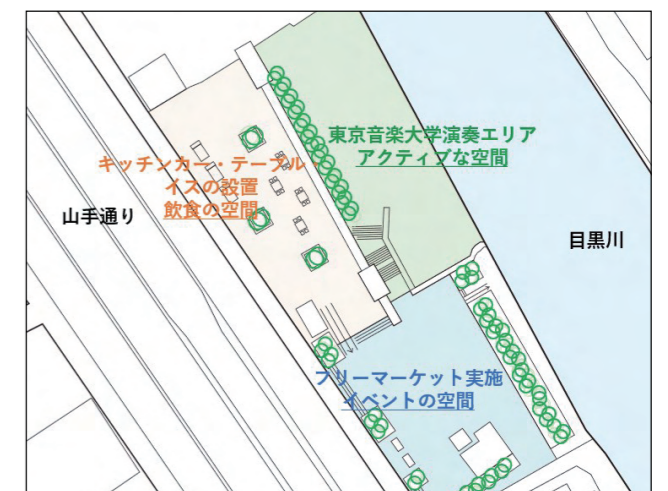 東京音楽大学演奏エリア
アクティブな空間
キッチンカー・テーブル・
イスの設置
飲食の空間
山手通り
目黒川
フリーマーケット実施
イベントの空間